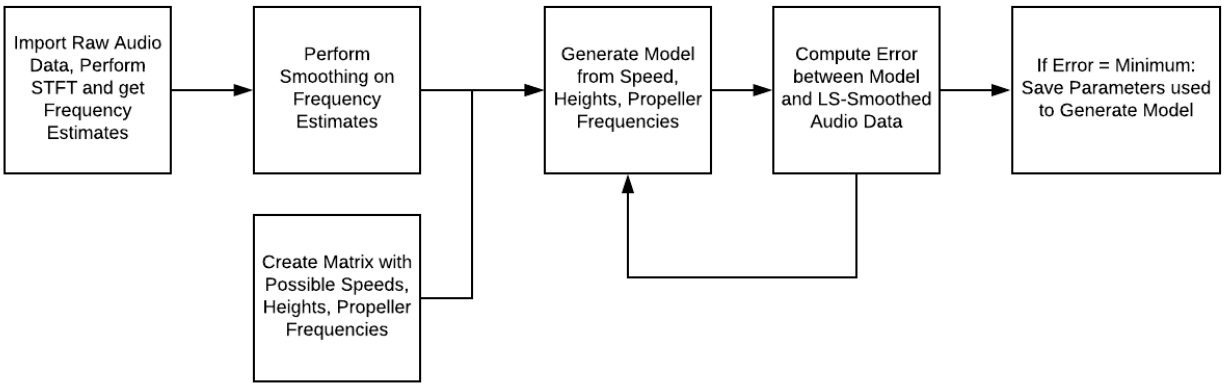 Import Raw Audio
Data, Perform
STFT and get
Frequency
Estimates
Perform
Smoothing on
Frequency
Estimates
Generate Model
from Speed,
Heights, Propeller
Frequencies
Compute Error
between Model
and LS-Smoothed
Audio Data
If Error = Minimum:
Save Parameters used
to Generate Model
Create Matrix with
Possible Speeds,
Heights, Propeller
Frequencies